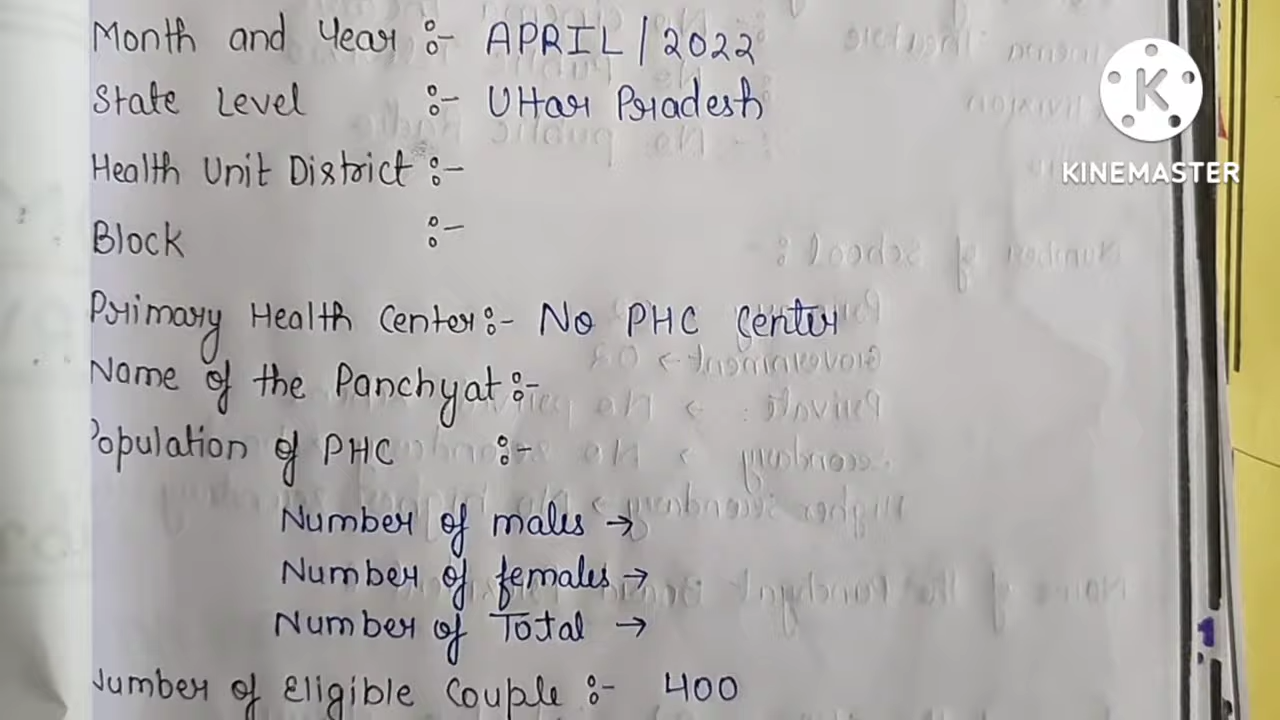 Month and Year :- APRIL / 2022
State Level :- Uttar Pradesh
Health Unit District :-
Block :-
Primary Health Center :- No PHC Center
Name of the Panchyat :-
Population of PHC :-
Number of males →
Number of females →
Number of Total →
Number of Eligible Couple :- 400
K
KINEMASTER